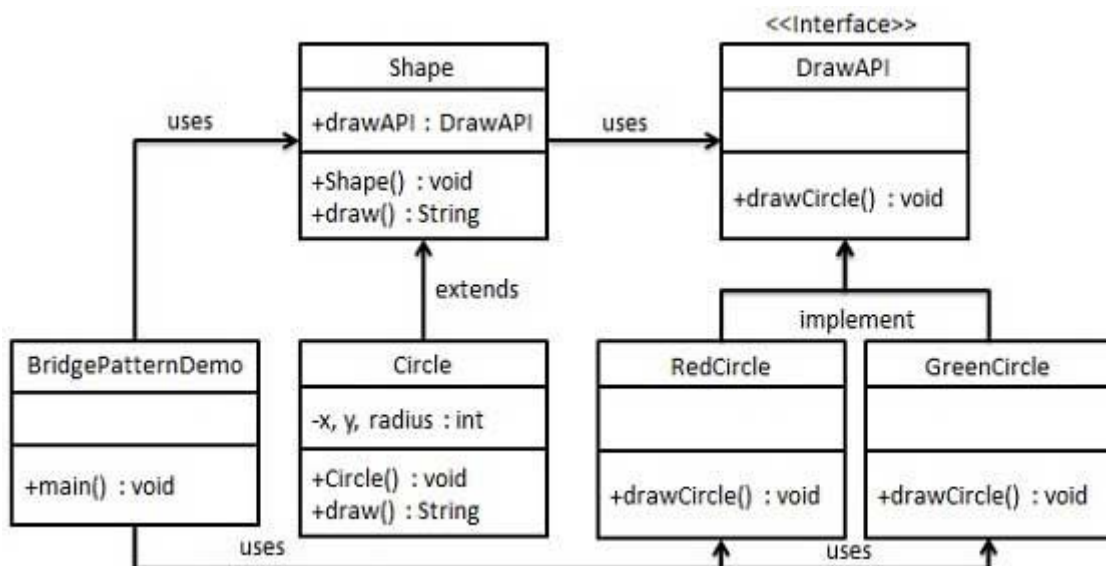 <<Interface>>
Shape
+drawAPI : DrawAPI
+Shape() : void
+draw() : String
uses
uses
DrawAPI
+drawCircle() : void
extends
implement
BridgePatternDemo
+main() : void
Circle
-x, y, radius : int
+Circle() : void
+draw() : String
RedCircle
+drawCircle() : void
GreenCircle
+drawCircle() : void
uses
uses